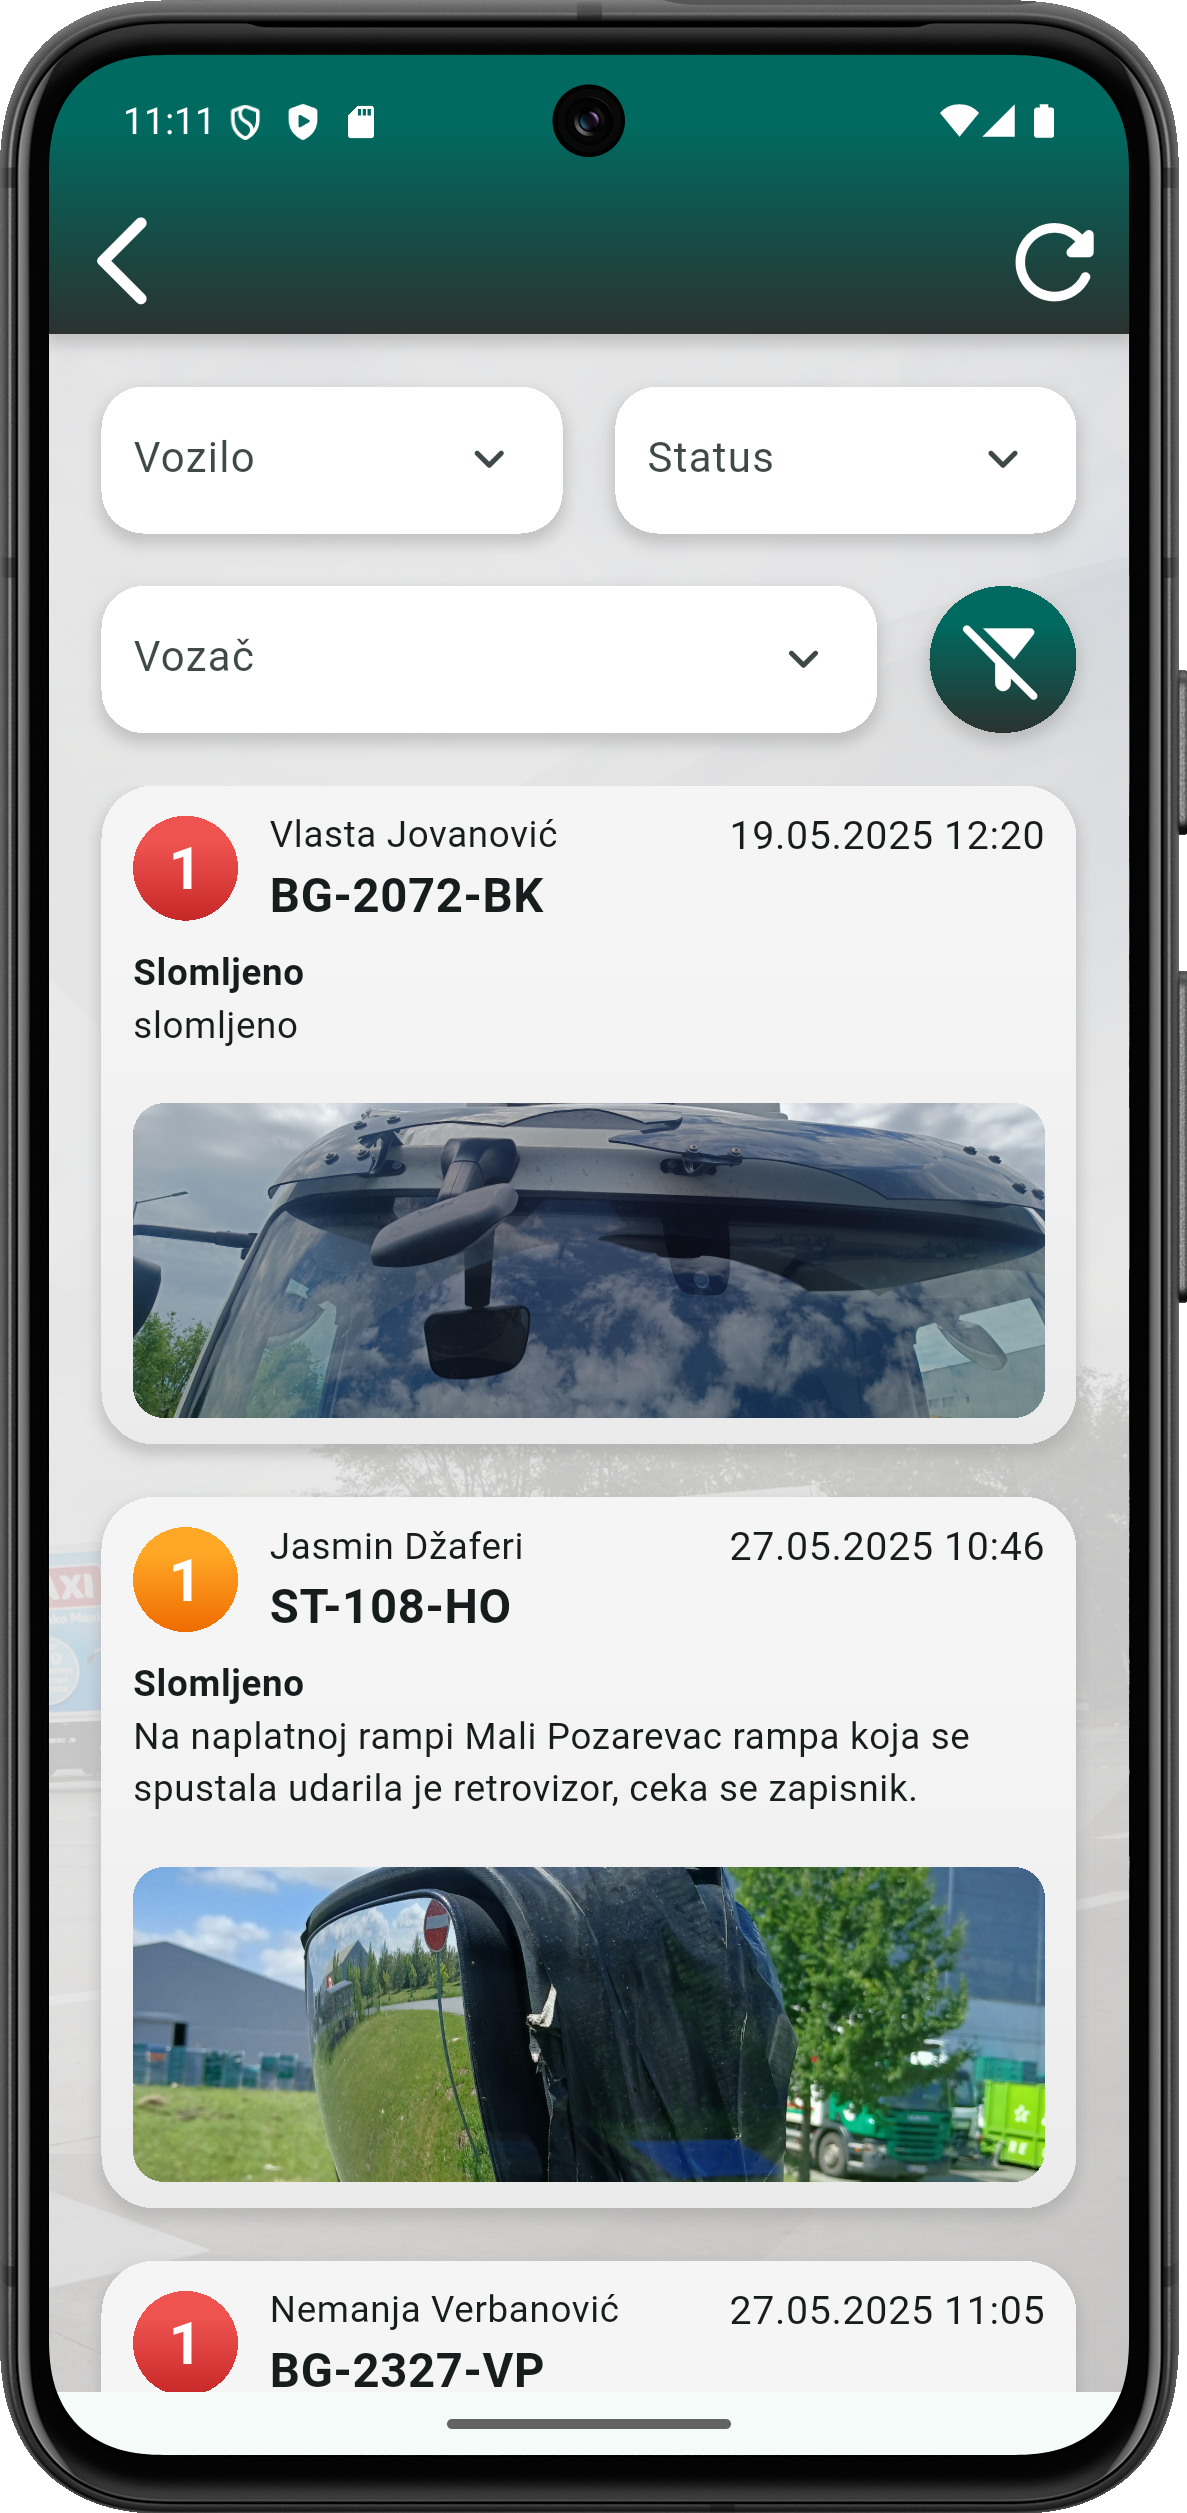 11:11
Vozilo
Status
Vozač
1
Vlasta Jovanović
19.05.2025 12:20
BG-2072-BK
Slomljeno
slomljeno
1
Jasmin Džaferi
27.05.2025 10:46
ST-108-HO
Slomljeno
Na naplatnoj rampi Mali Pozarevac rampa koja se
spustala udarila je retrovizor, ceka se zapisnik.
AXI
1
Nemanja Verbanović
27.05.2025 11:05
BG-2327-VP